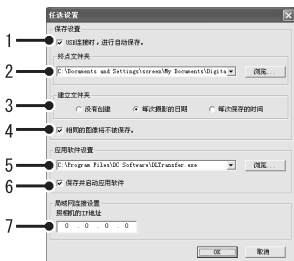 任选设置
保存设置
1
USB连接时，进行自动保存。
终点文件夹
2
C:\Documents and Settings\screen\My Documents\Digita
浏览...
建立文件夹
3
没有创建
每次摄影的日期
每次保存的时间
4
相同的图像将不被保存。
应用软件设置
5
C:\Program Files\DC Software\DLTransfer.exe
浏览...
6
保存并启动应用软件
局域网连接设置
照相机的IP地址
7
0 . 0 . 0 . 0
OK
取消